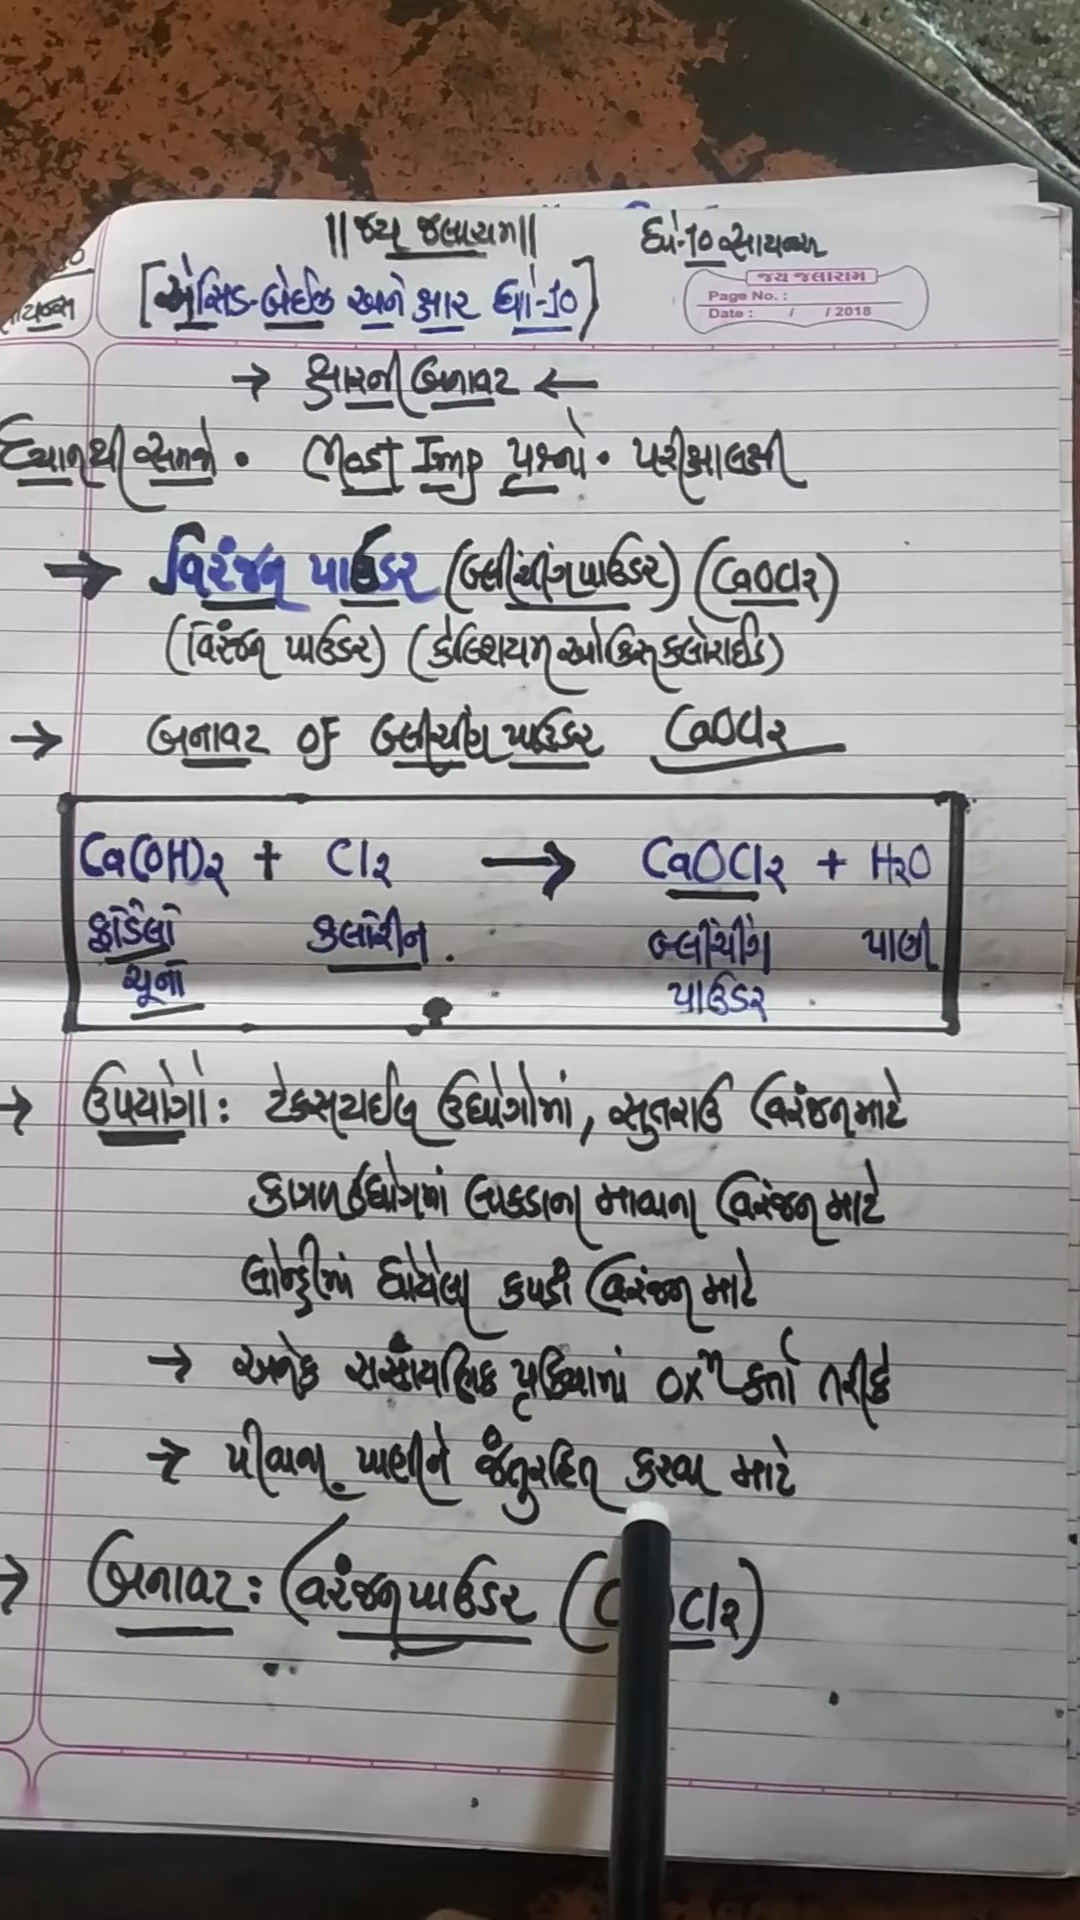 ||જય જલારામ||
ધો-10 સાયન્સ
જય જલારામ
Page No. :
Date : / / 2018
[એસિડ-બેઈઝ અને ક્ષાર ધો-10]
→ ક્ષારની બનાવટ ←
ધ્યાનથી સમજો. Most Imp પ્રશ્નો. પરીક્ષાલક્ષી
→ વિરંજન પાઉડર (બ્લીચીંગ પાઉડર) (CaOCl2)
(વિરંજન પાઉડર) (કેલ્શિયમ ઓક્સિક્લોરાઈડ)
→ બનાવટ OF બ્લીચીંગ પાઉડર CaOCl2
Ca(OH)2 + Cl2 → CaOCl2 + H2O
ફોડેલો ક્લોરીન. બ્લીચીંગ પાણી
ચૂનો પાઉડર
→ ઉપયોગો: ટેક્સટાઈલ ઉદ્યોગોમાં, સુતરાઉ વિરંજન માટે
કાગળ ઉદ્યોગમાં લાકડાના માવાના વિરંજન માટે
લોન્ડ્રીમાં ધોયેલા કપડાં વિરંજન માટે
→ અનેક રાસાયણિક પ્રક્રિયામાં oxn કર્તા તરીકે
→ પીવાના પાણીને જંતુરહિત કરવા માટે
→ બનાવટ: વિરંજન પાઉડર (C Cl2)